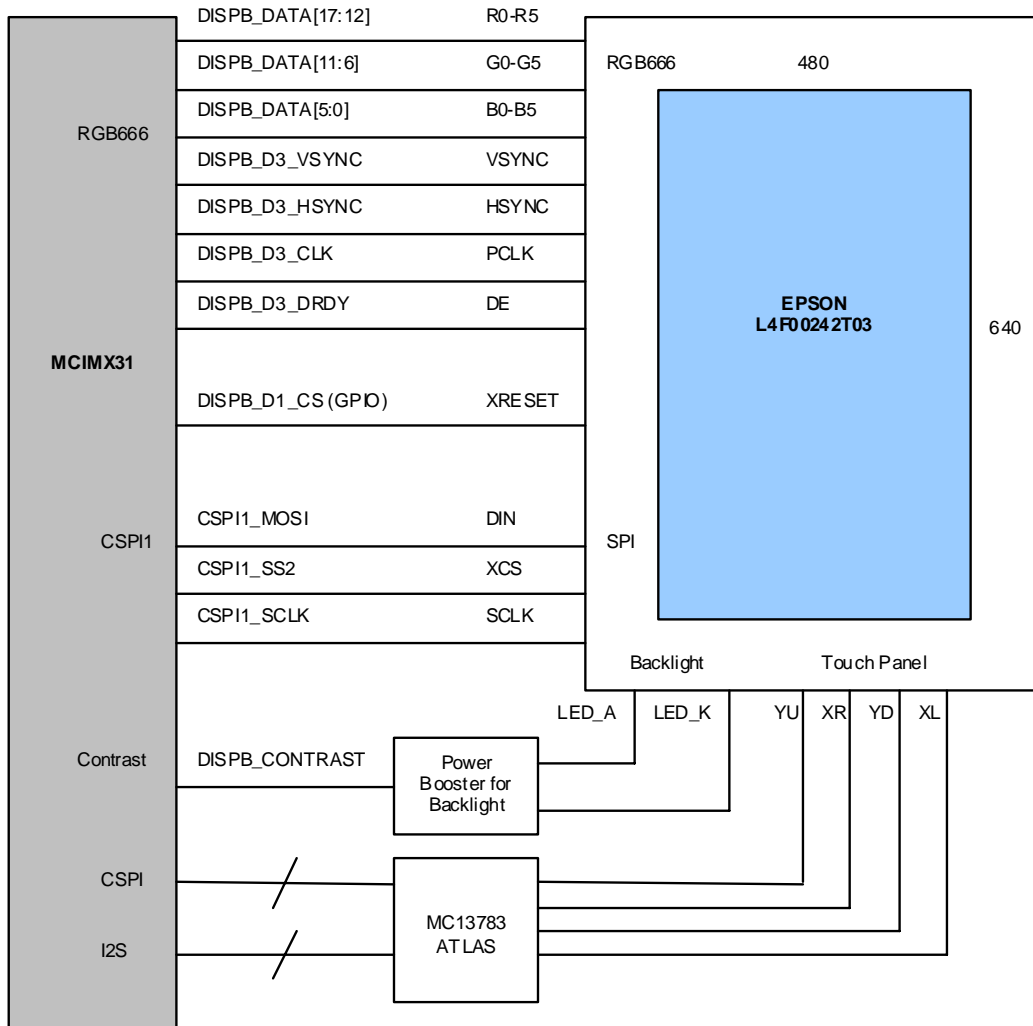 DISPB_DATA[17:12] R0-R5
DISPB_DATA[11:6] G0-G5
RGB666 480
DISPB_DATA[5:0] B0-B5
RGB666
DISPB_D3_VSYNC VSYNC
DISPB_D3_HSYNC HSYNC
DISPB_D3_CLK PCLK
DISPB_D3_DRDY DE
EPSON
L4F00242T03
640
MCIMX31
DISPB_D1_CS (GPIO) XRESET
CSPI1_MOSI DIN
CSPI1
SPI
CSPI1_SS2 XCS
CSPI1_SCLK SCLK
Backlight Touch Panel
LED_A LED_K YU XR YD XL
Contrast DISPB_CONTRAST
Power
Booster for
Backlight
CSPI
MC13783
ATLAS
I2S